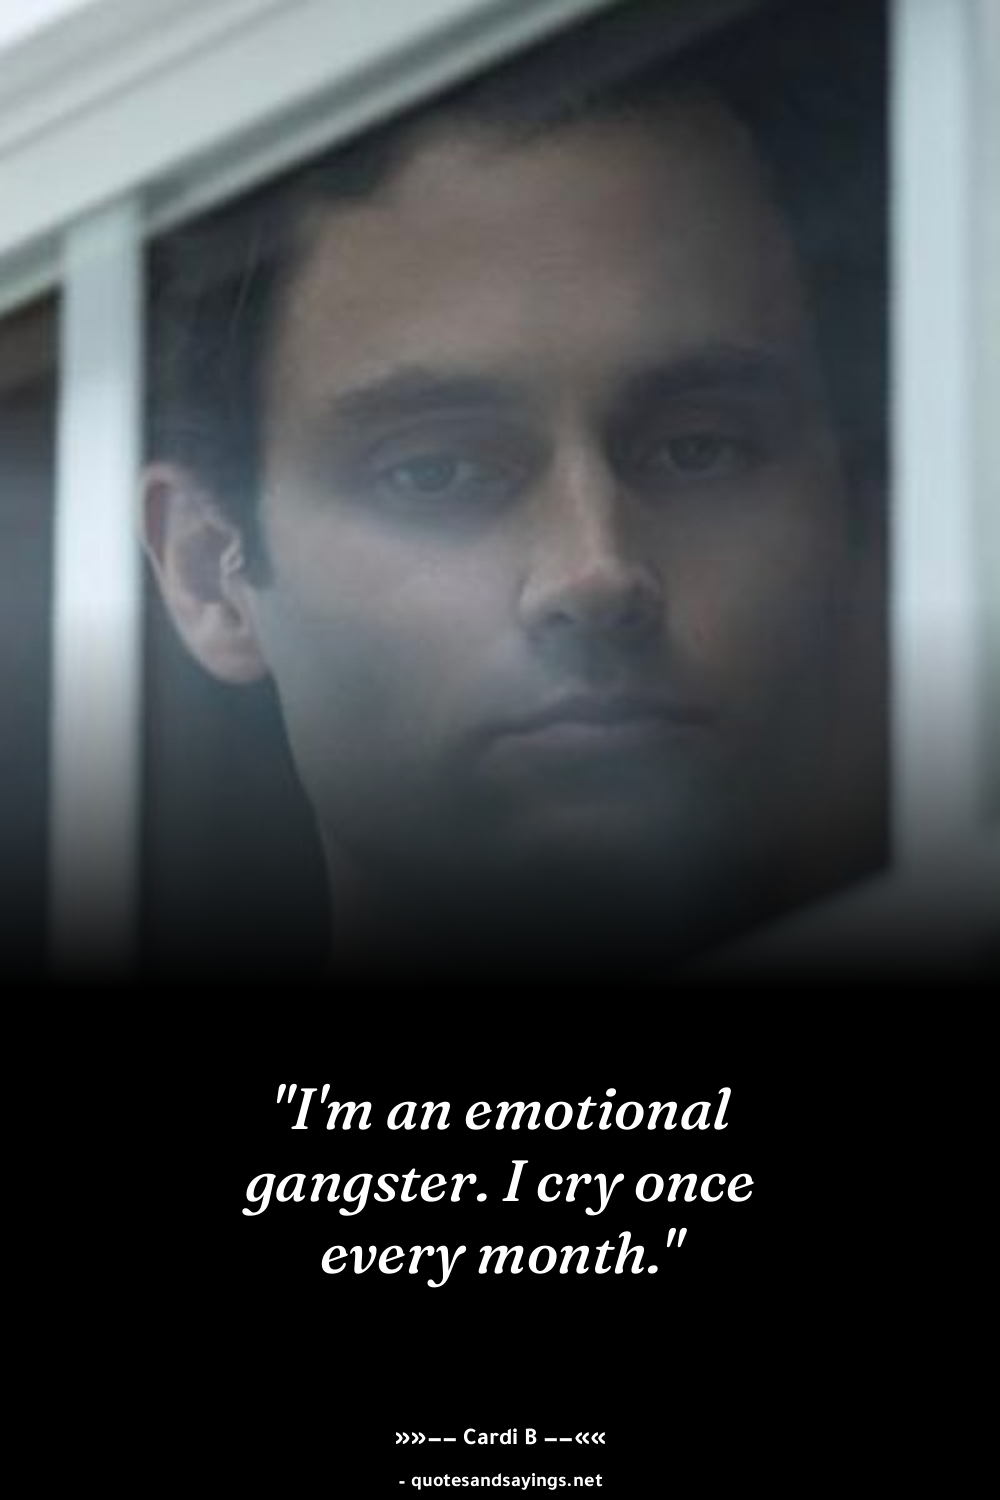 "I'm an emotional
gangster. I cry once
every month."
»»–– Cardi B ––««
- quotesandsayings.net